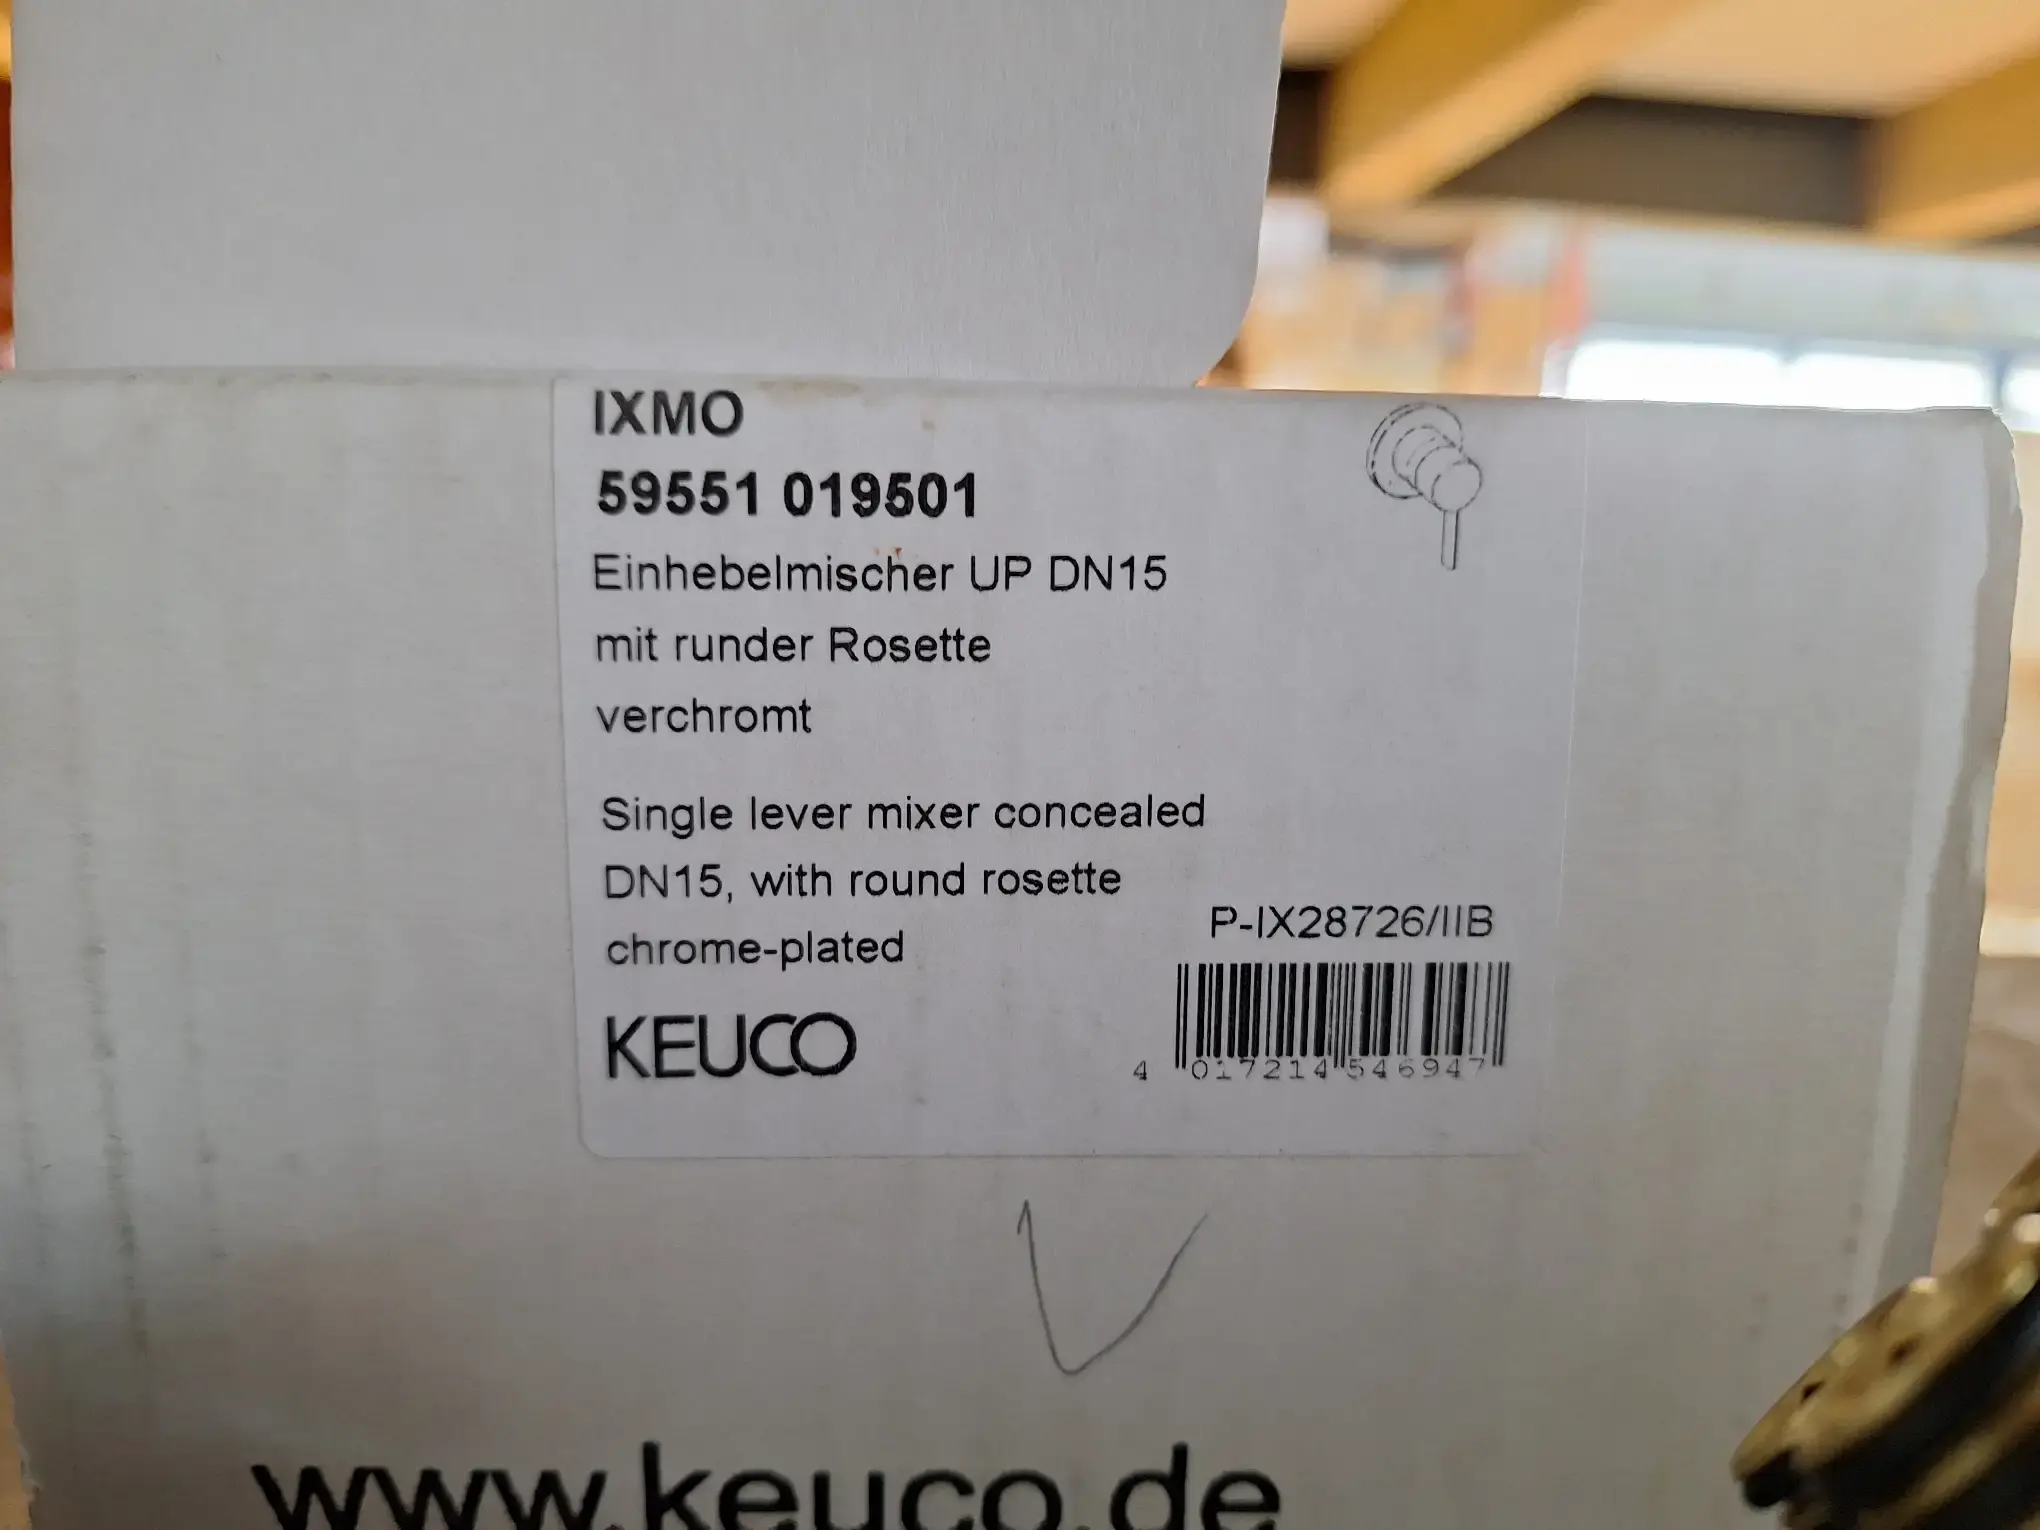 IXMO
59551 019501
Einhebelmischer UP DN15
mit runder Rosette
verchromt
Single lever mixer concealed
DN15, with round rosette
chrome-plated
P-IX28726/IIB
KEUCO
4 017214 546947
www.keuco.de